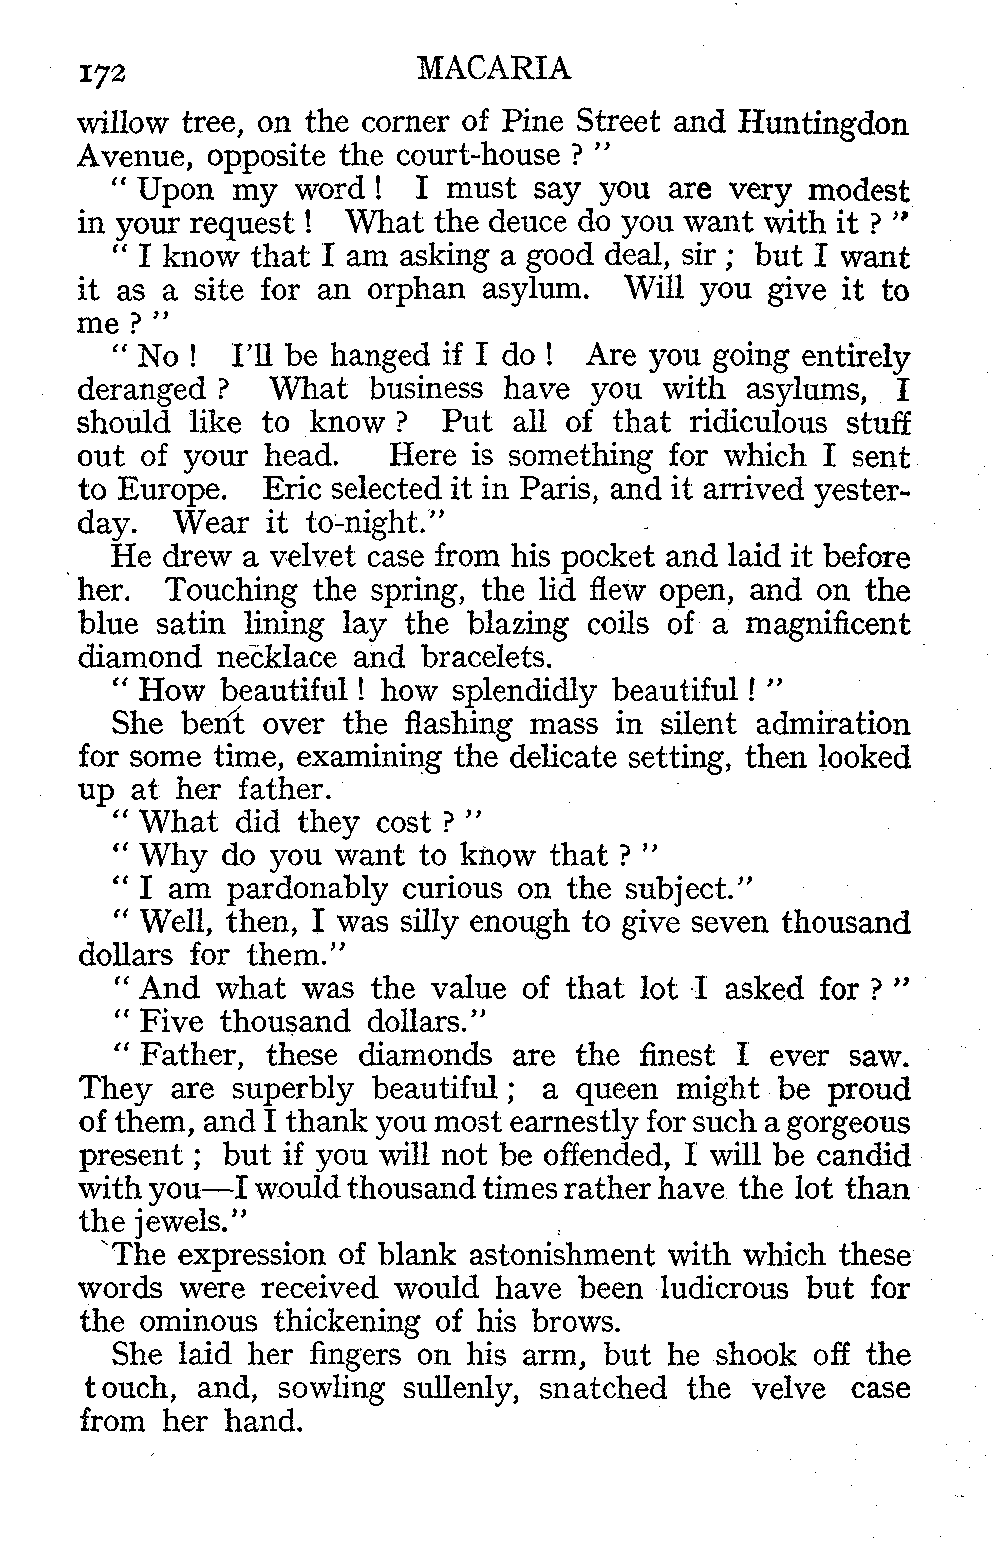 172 MACARIA
willow tree, on the corner of Pine Street and Huntingdon
Avenue, opposite the court-house ? ”
“ Upon my word ! I must say you are very modest
in your request ! What the deuce do you want with it ? ”
“ I know that I am asking a good deal, sir ; but I want
it as a site for an orphan asylum. Will you give it to
me ? ”
“ No ! I’ll be hanged if I do ! Are you going entirely
deranged ? What business have you with asylums, I
should like to know ? Put all of that ridiculous stuff
out of your head. Here is something for which I sent
to Europe. Eric selected it in Paris, and it arrived yester-
day. Wear it to-night.”
He drew a velvet case from his pocket and laid it before
her. Touching the spring, the lid flew open, and on the
blue satin lining lay the blazing coils of a magnificent
diamond necklace and bracelets.
“ How beautiful ! how splendidly beautiful ! ”
She bent over the flashing mass in silent admiration
for some time, examining the delicate setting, then looked
up at her father.
“ What did they cost ? ”
“ Why do you want to know that ? ”
“ I am pardonably curious on the subject.”
“ Well, then, I was silly enough to give seven thousand
dollars for them.”
“ And what was the value of that lot I asked for ? ”
“ Five thousand dollars.”
“ Father, these diamonds are the finest I ever saw.
They are superbly beautiful ; a queen might be proud
of them, and I thank you most earnestly for such a gorgeous
present ; but if you will not be offended, I will be candid
with you—I would thousand times rather have the lot than
the jewels.”
The expression of blank astonishment with which these
words were received would have been ludicrous but for
the ominous thickening of his brows.
She laid her fingers on his arm, but he shook off the
touch, and, sowling sullenly, snatched the velve case
from her hand.